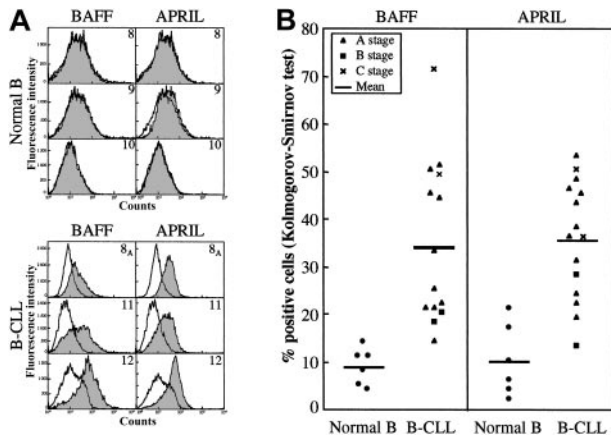 A
BAFF
APRIL
Normal B
Fluorescence intensity
8
8
9
9
10
10
Counts
BAFF
APRIL
B-CLL
Fluorescence intensity
8A
8A
11
11
12
12
Counts
B
BAFF
APRIL
% positive cells (Kolmogorov-Smirnov test)
80
70
60
50
40
30
20
10
0
A stage
B stage
C stage
Mean
Normal B
B-CLL
Normal B
B-CLL